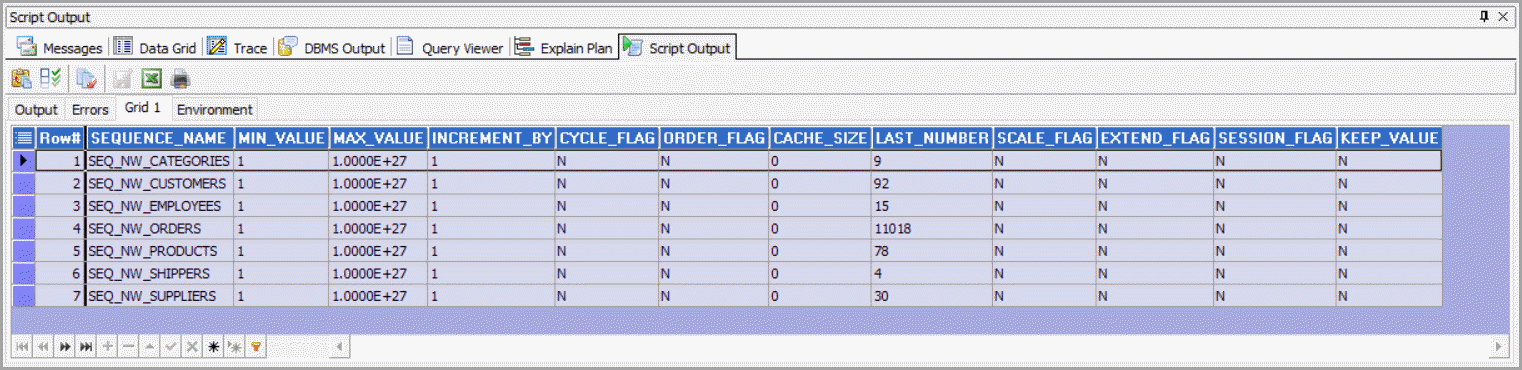 Script Output
Messages Data Grid Trace DBMS Output Query Viewer Explain Plan Script Output
Output Errors Grid 1 Environment
Row# SEQUENCE_NAME MIN_VALUE MAX_VALUE INCREMENT_BY CYCLE_FLAG ORDER_FLAG CACHE_SIZE LAST_NUMBER SCALE_FLAG EXTEND_FLAG SESSION_FLAG KEEP_VALUE
1 SEQ_NW_CATEGORIES 1 1.0000E+27 1 N N 0 9 N N N N
2 SEQ_NW_CUSTOMERS 1 1.0000E+27 1 N N 0 92 N N N N
3 SEQ_NW_EMPLOYEES 1 1.0000E+27 1 N N 0 15 N N N N
4 SEQ_NW_ORDERS 1 1.0000E+27 1 N N 0 11018 N N N N
5 SEQ_NW_PRODUCTS 1 1.0000E+27 1 N N 0 78 N N N N
6 SEQ_NW_SHIPPERS 1 1.0000E+27 1 N N 0 4 N N N N
7 SEQ_NW_SUPPLIERS 1 1.0000E+27 1 N N 0 30 N N N N